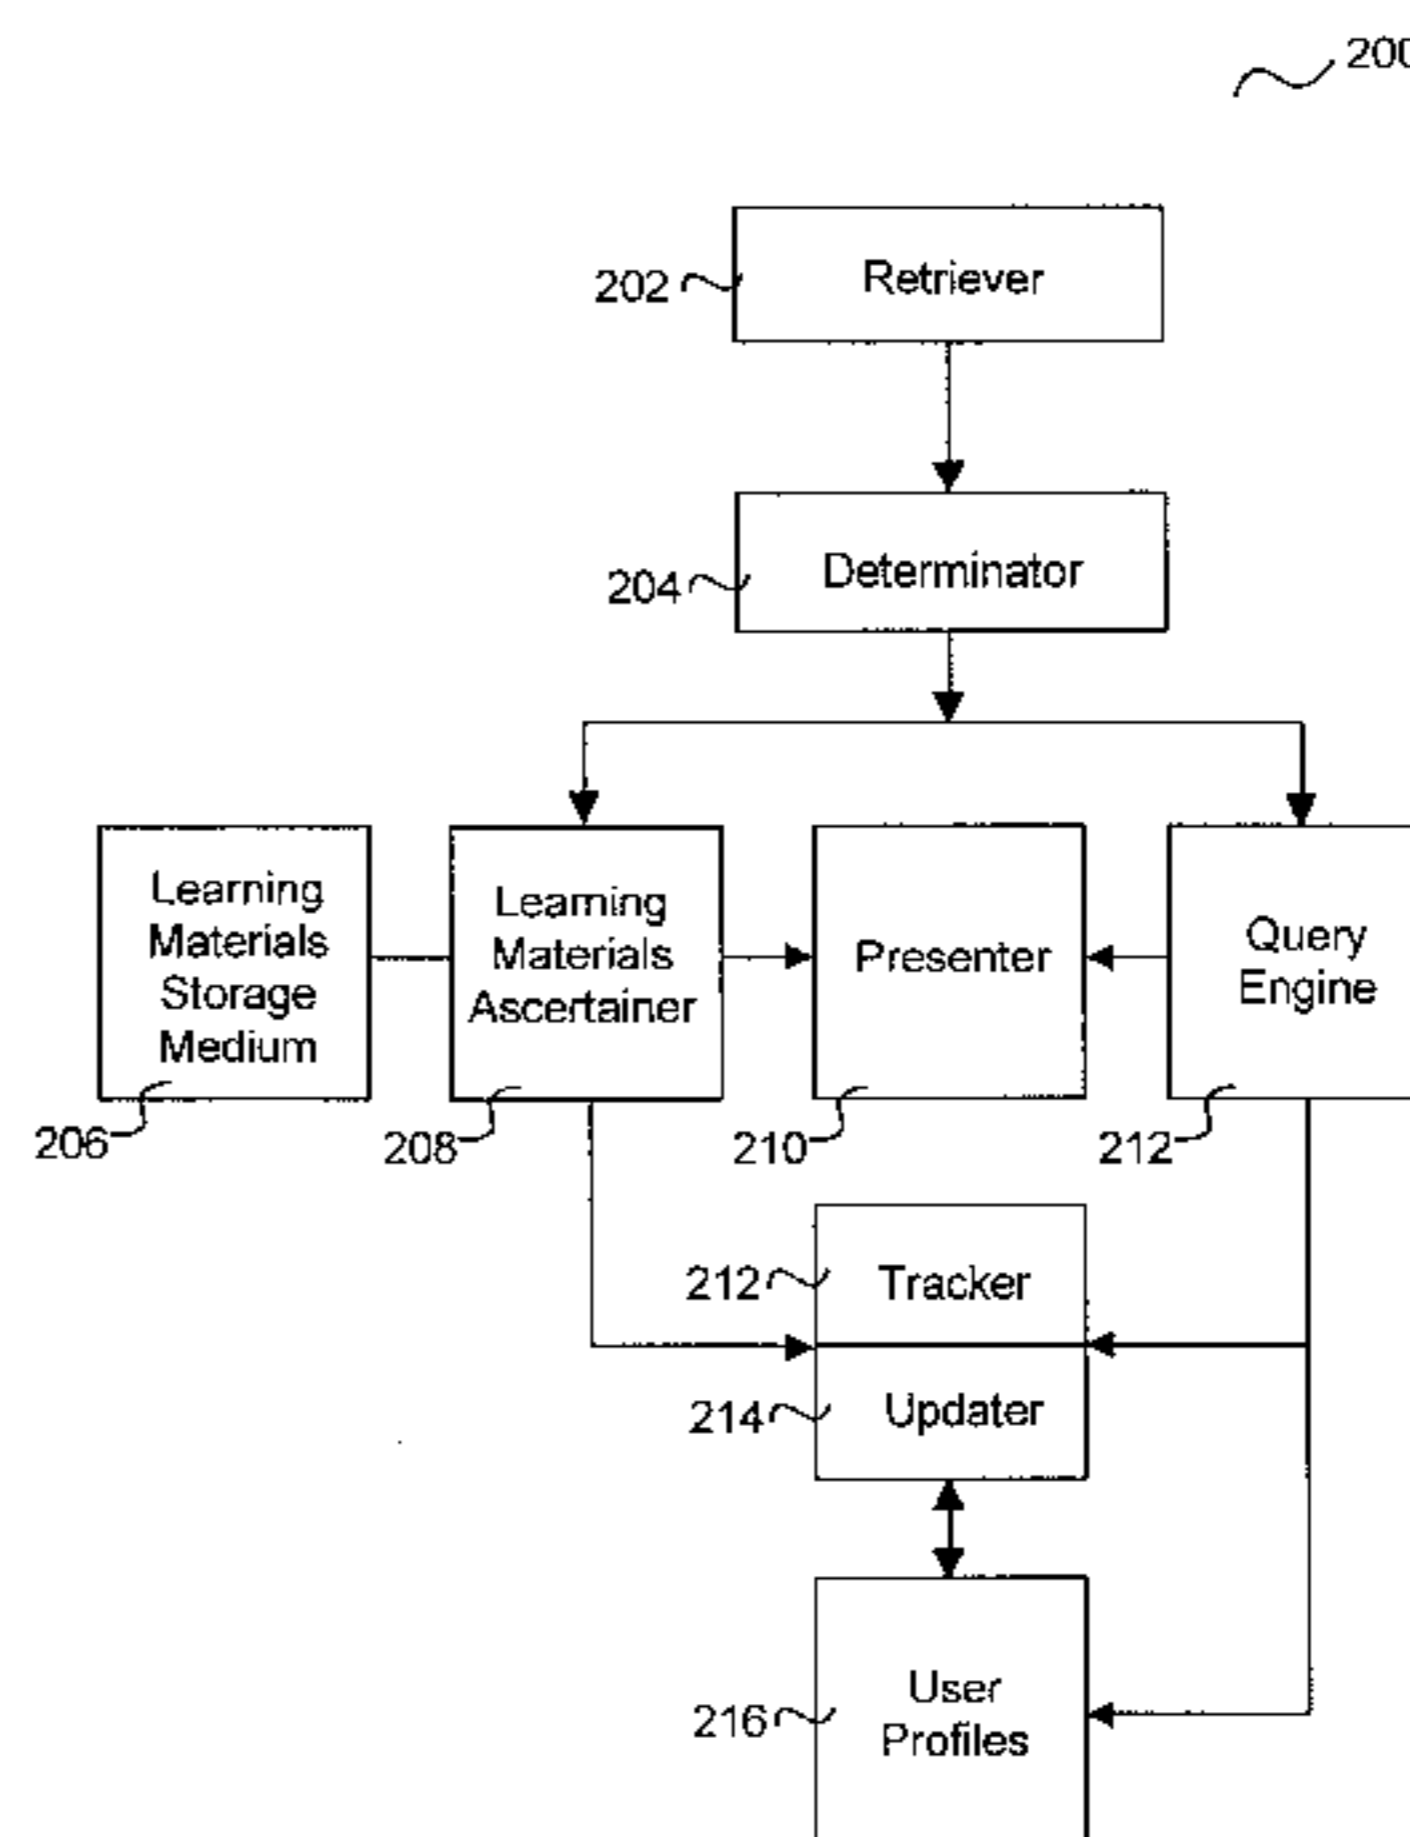 200
202
Retriever
204
Determinator
Learning
Materials
Storage
Medium
206
Learning
Materials
Ascertainer
208
Presenter
210
Query
Engine
212
212
Tracker
214
Updater
216
User
Profiles